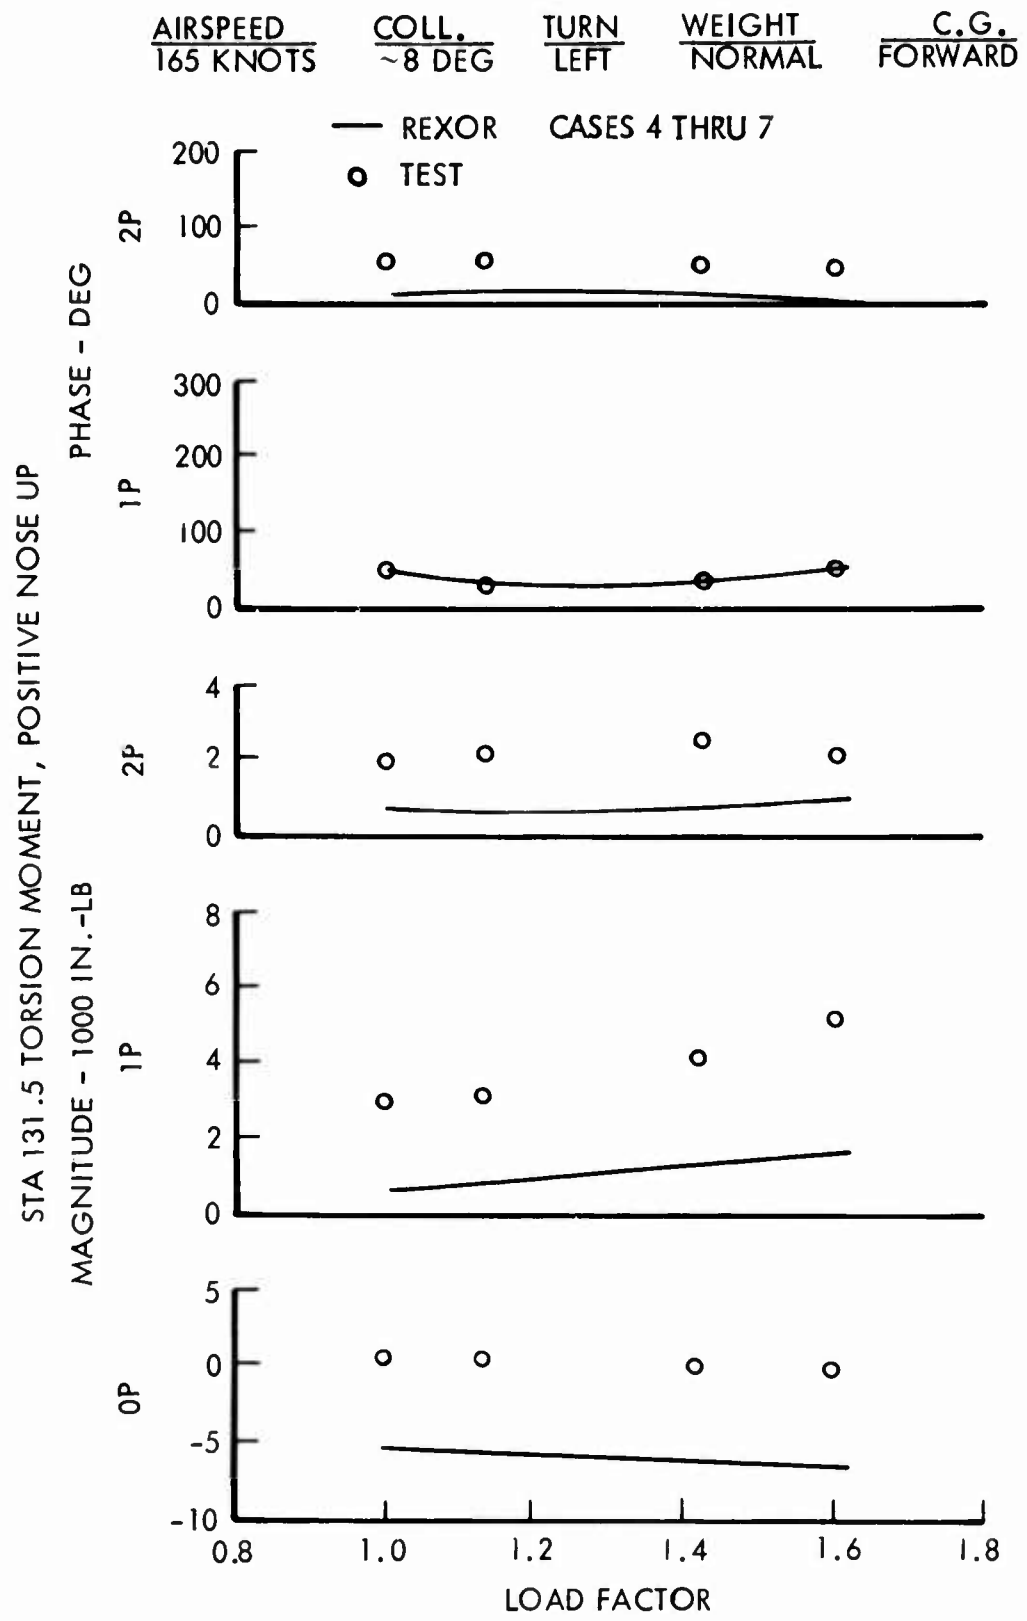 AIRSPEED COLL. TURN WEIGHT C.G.
165 KNOTS ~8 DEG LEFT NORMAL FORWARD
— REXOR CASES 4 THRU 7
o TEST
STA 131.5 TORSION MOMENT, POSITIVE NOSE UP
PHASE - DEG
2P
200
100
0
1P
300
200
100
0
MAGNITUDE - 1000 IN.-LB
2P
4
2
0
1P
8
6
4
2
0
0P
5
0
-5
-10
0.8 1.0 1.2 1.4 1.6 1.8
LOAD FACTOR